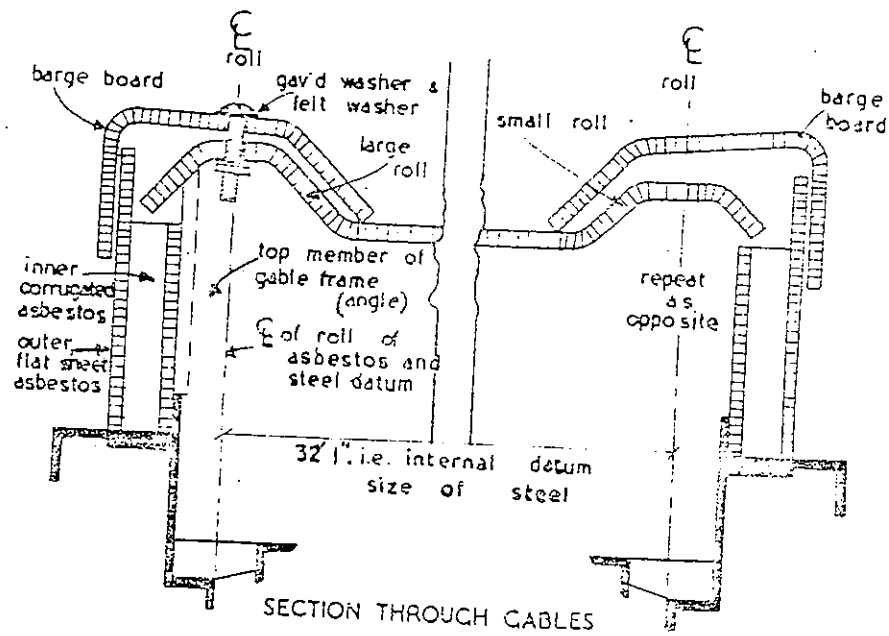 ℄
roll
barge board
gav'd washer &
felt washer
large
roll
inner
corrugated
asbestos
outer
flat sheet
asbestos
top member of
gable frame
(angle)
℄ of roll of
asbestos and
steel datum
℄
roll
small roll
barge
board
repeat
as
opposite
32' 1". i.e. internal datum
size of steel
SECTION THROUGH GABLES